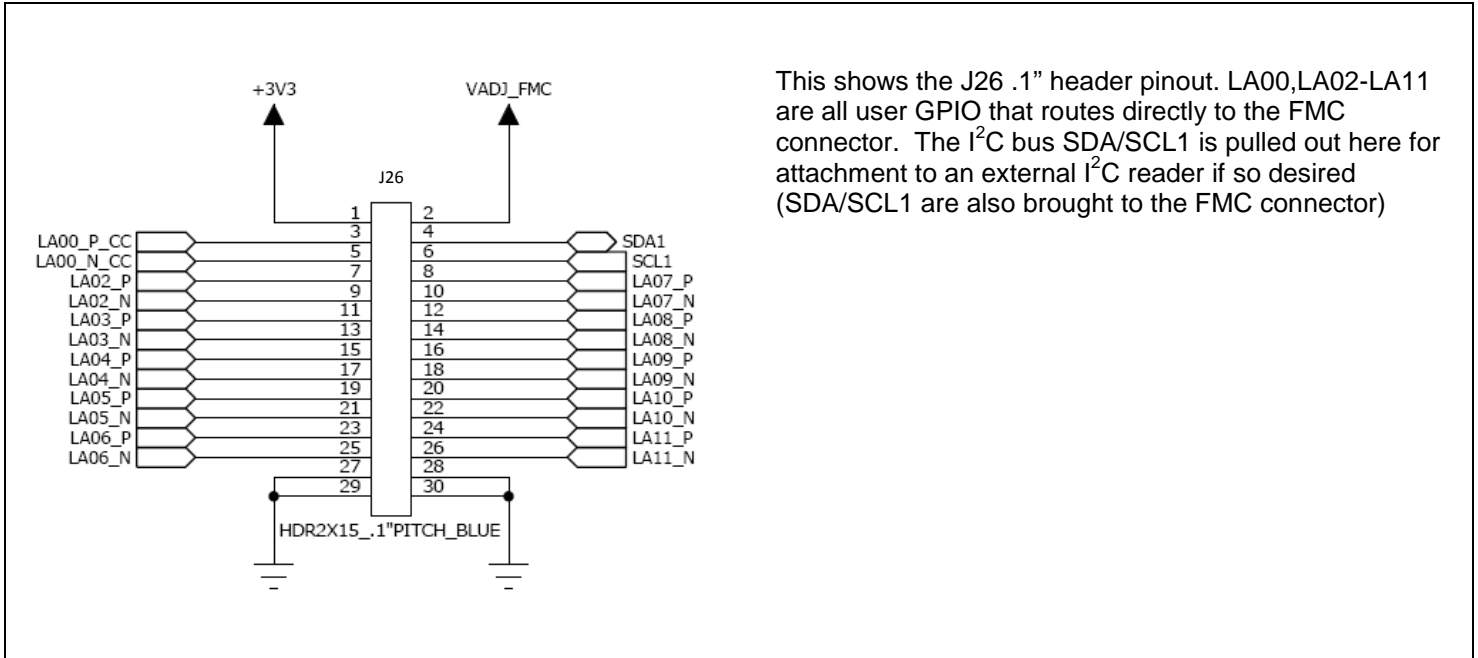 +3V3 VADJ_FMC
J26
1 2
3 4
LA00_P_CC SDA1
5 6
LA00_N_CC SCL1
7 8
LA02_P LA07_P
9 10
LA02_N LA07_N
11 12
LA03_P LA08_P
13 14
LA03_N LA08_N
15 16
LA04_P LA09_P
17 18
LA04_N LA09_N
19 20
LA05_P LA10_P
21 22
LA05_N LA10_N
23 24
LA06_P LA11_P
25 26
LA06_N LA11_N
27 28
29 30
HDR2X15_.1"PITCH_BLUE
This shows the J26 .1” header pinout. LA00,LA02-LA11
are all user GPIO that routes directly to the FMC
connector. The I²C bus SDA/SCL1 is pulled out here for
attachment to an external I²C reader if so desired
(SDA/SCL1 are also brought to the FMC connector)